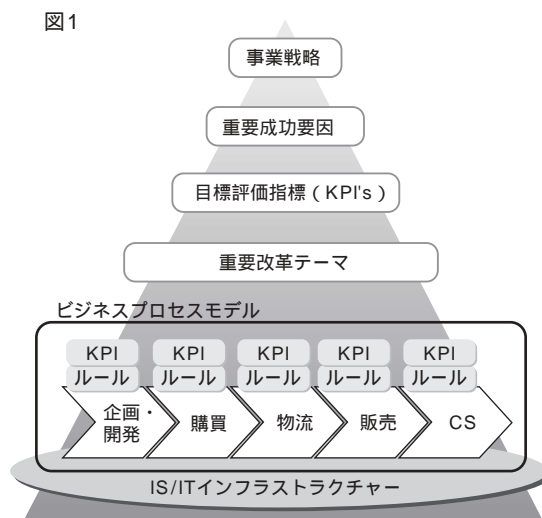 図1
事業戦略
重要成功要因
目標評価指標(KPI's)
重要改革テーマ
ビジネスプロセスモデル
KPI KPI KPI KPI KPI
ルール ルール ルール ルール ルール
企画・
開発
購買
物流
販売
CS
IS/ITインフラストラクチャー